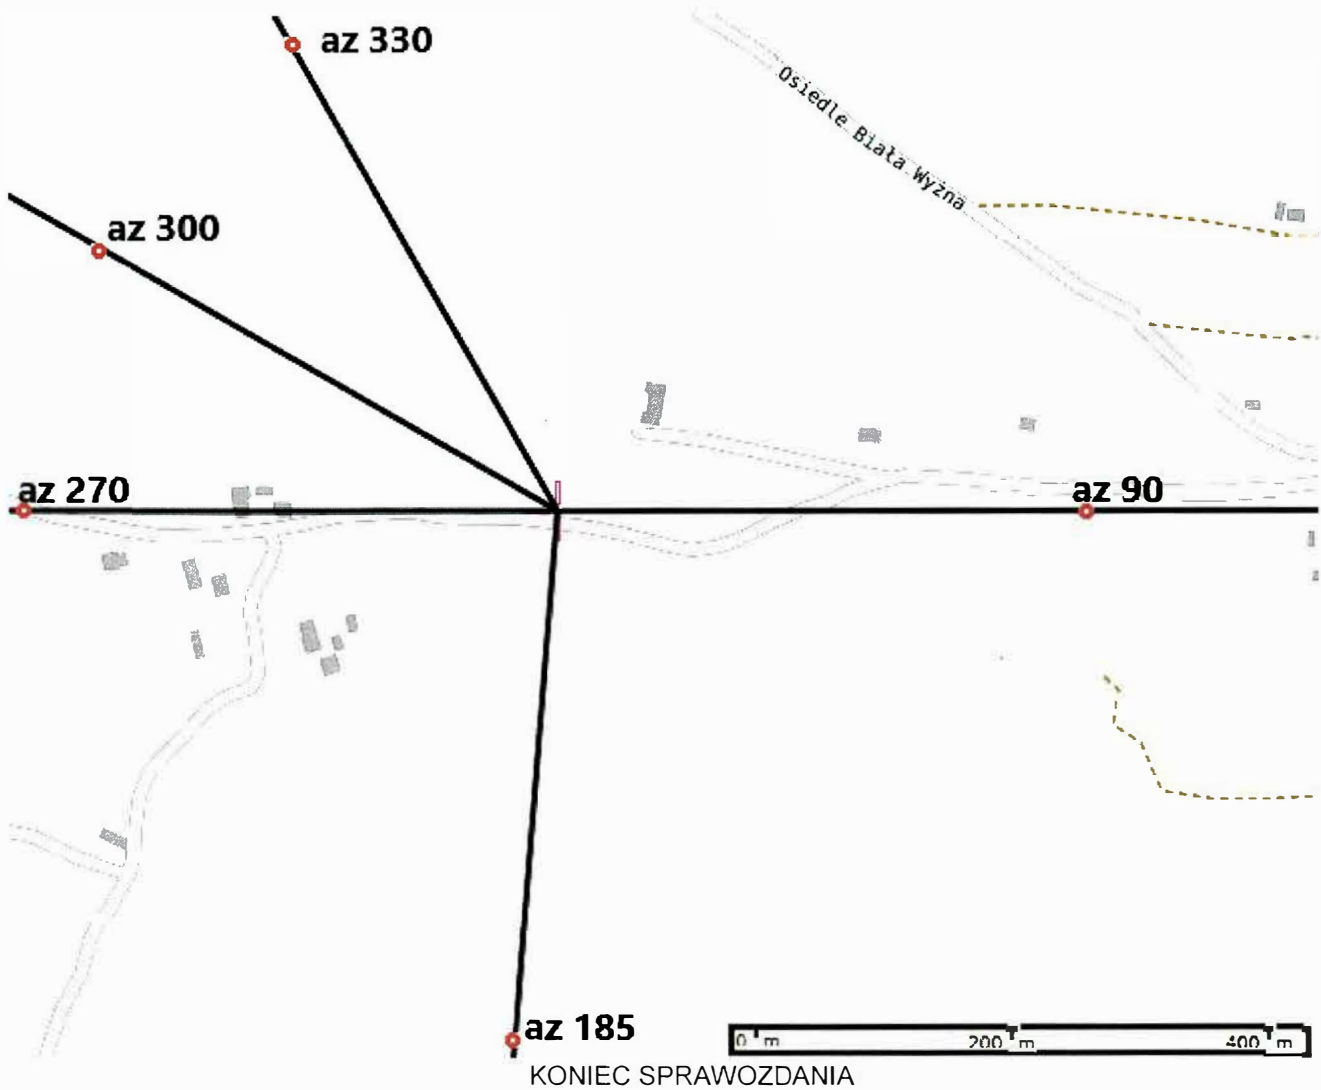 az 330
Osiedle Biała Wyżna
az 300
az 270
az 90
az 185
0 m 200 m 400 m
KONIEC SPRAWOZDANIA